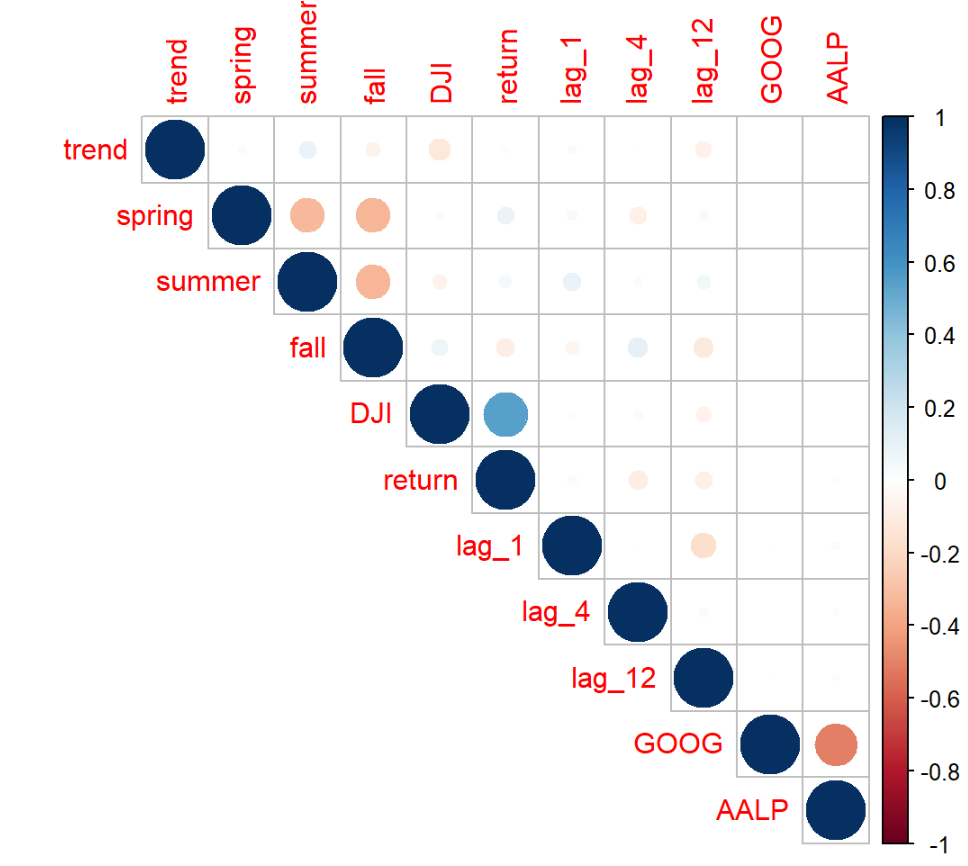 trend
spring
summer
fall
DJI
return
lag_1
lag_4
lag_12
GOOG
AALP
trend
spring
summer
fall
DJI
return
lag_1
lag_4
lag_12
GOOG
AALP
1
0.8
0.6
0.4
0.2
0
-0.2
-0.4
-0.6
-0.8
-1